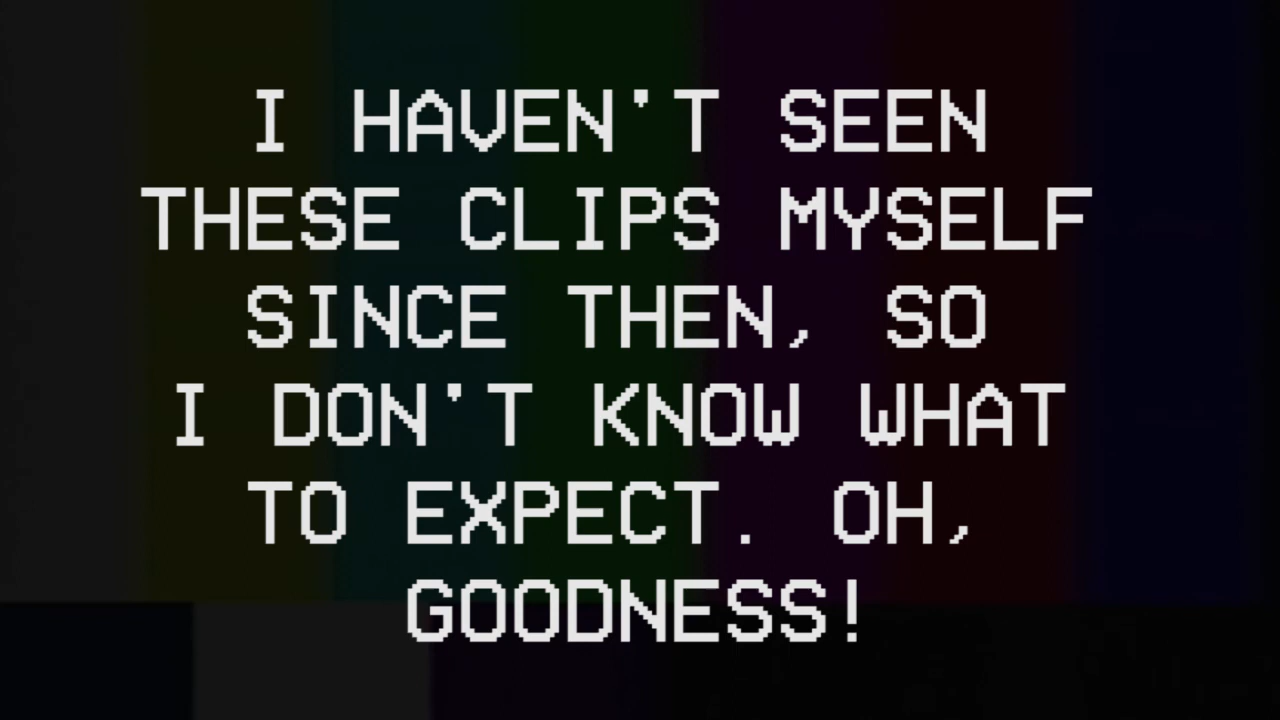 I HAVEN'T SEEN
THESE CLIPS MYSELF
SINCE THEN, SO
I DON'T KNOW WHAT
TO EXPECT. OH,
GOODNESS!